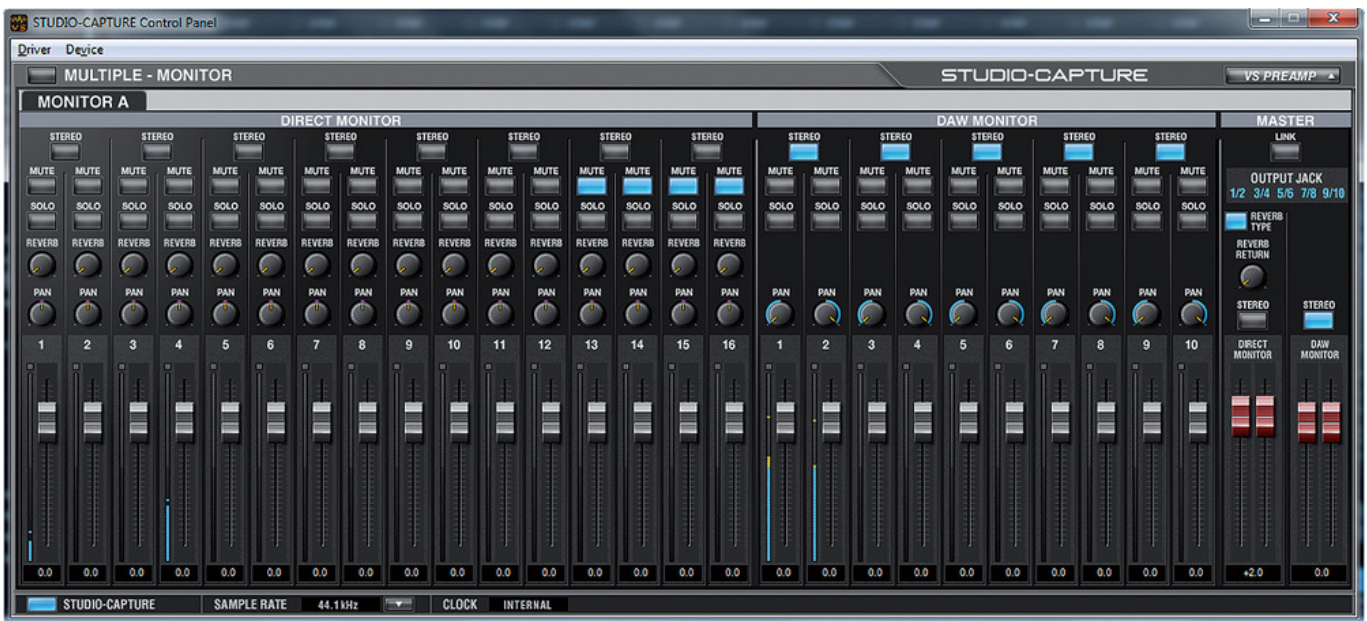 STUDIO-CAPTURE Control Panel
Driver Device
MULTIPLE - MONITOR STUDIO-CAPTURE VS PREAMP
MONITOR A
DIRECT MONITOR DAW MONITOR MASTER
STEREO STEREO STEREO STEREO STEREO STEREO STEREO STEREO STEREO STEREO STEREO STEREO STEREO LINK
MUTE MUTE MUTE MUTE MUTE MUTE MUTE MUTE MUTE MUTE MUTE MUTE MUTE MUTE MUTE MUTE MUTE MUTE MUTE MUTE MUTE MUTE MUTE MUTE MUTE MUTE
OUTPUT JACK
1/2 3/4 5/6 7/8 9/10
SOLO SOLO SOLO SOLO SOLO SOLO SOLO SOLO SOLO SOLO SOLO SOLO SOLO SOLO SOLO SOLO SOLO SOLO SOLO SOLO SOLO SOLO SOLO SOLO SOLO SOLO
REVERB
TYPE
REVERB REVERB REVERB REVERB REVERB REVERB REVERB REVERB REVERB REVERB REVERB REVERB REVERB REVERB REVERB REVERB REVERB
RETURN
PAN PAN PAN PAN PAN PAN PAN PAN PAN PAN PAN PAN PAN PAN PAN PAN PAN PAN PAN PAN PAN PAN PAN PAN PAN PAN
STEREO STEREO
1 2 3 4 5 6 7 8 9 10 11 12 13 14 15 16 1 2 3 4 5 6 7 8 9 10
DIRECT MONITOR DAW MONITOR
0.0 0.0 0.0 0.0 0.0 0.0 0.0 0.0 0.0 0.0 0.0 0.0 0.0 0.0 0.0 0.0 0.0 0.0 0.0 0.0 0.0 0.0 0.0 0.0 0.0 0.0 +2.0 0.0
STUDIO-CAPTURE SAMPLE RATE 44.1kHz CLOCK INTERNAL